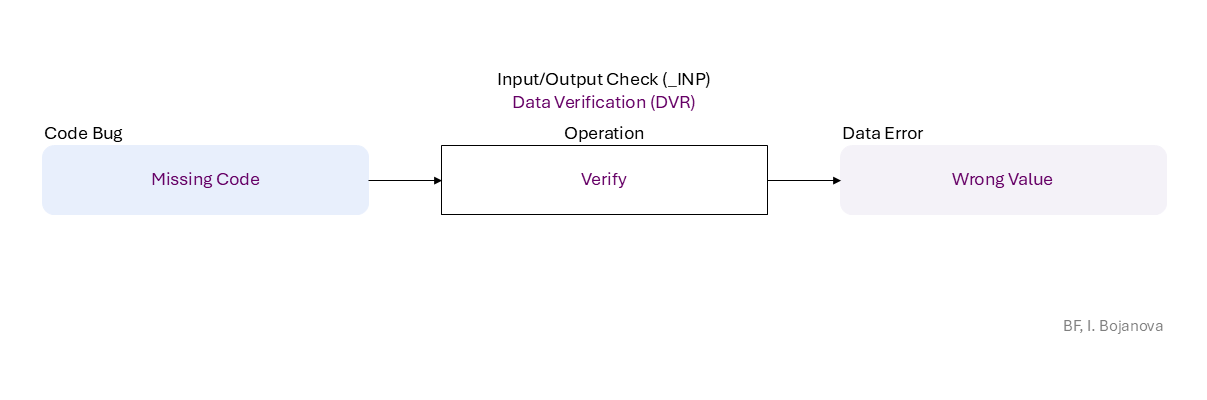 Input/Output Check (_INP)
Data Verification (DVR)
Code Bug
Operation
Data Error
Missing Code
Verify
Wrong Value
BF, I. Bojanova